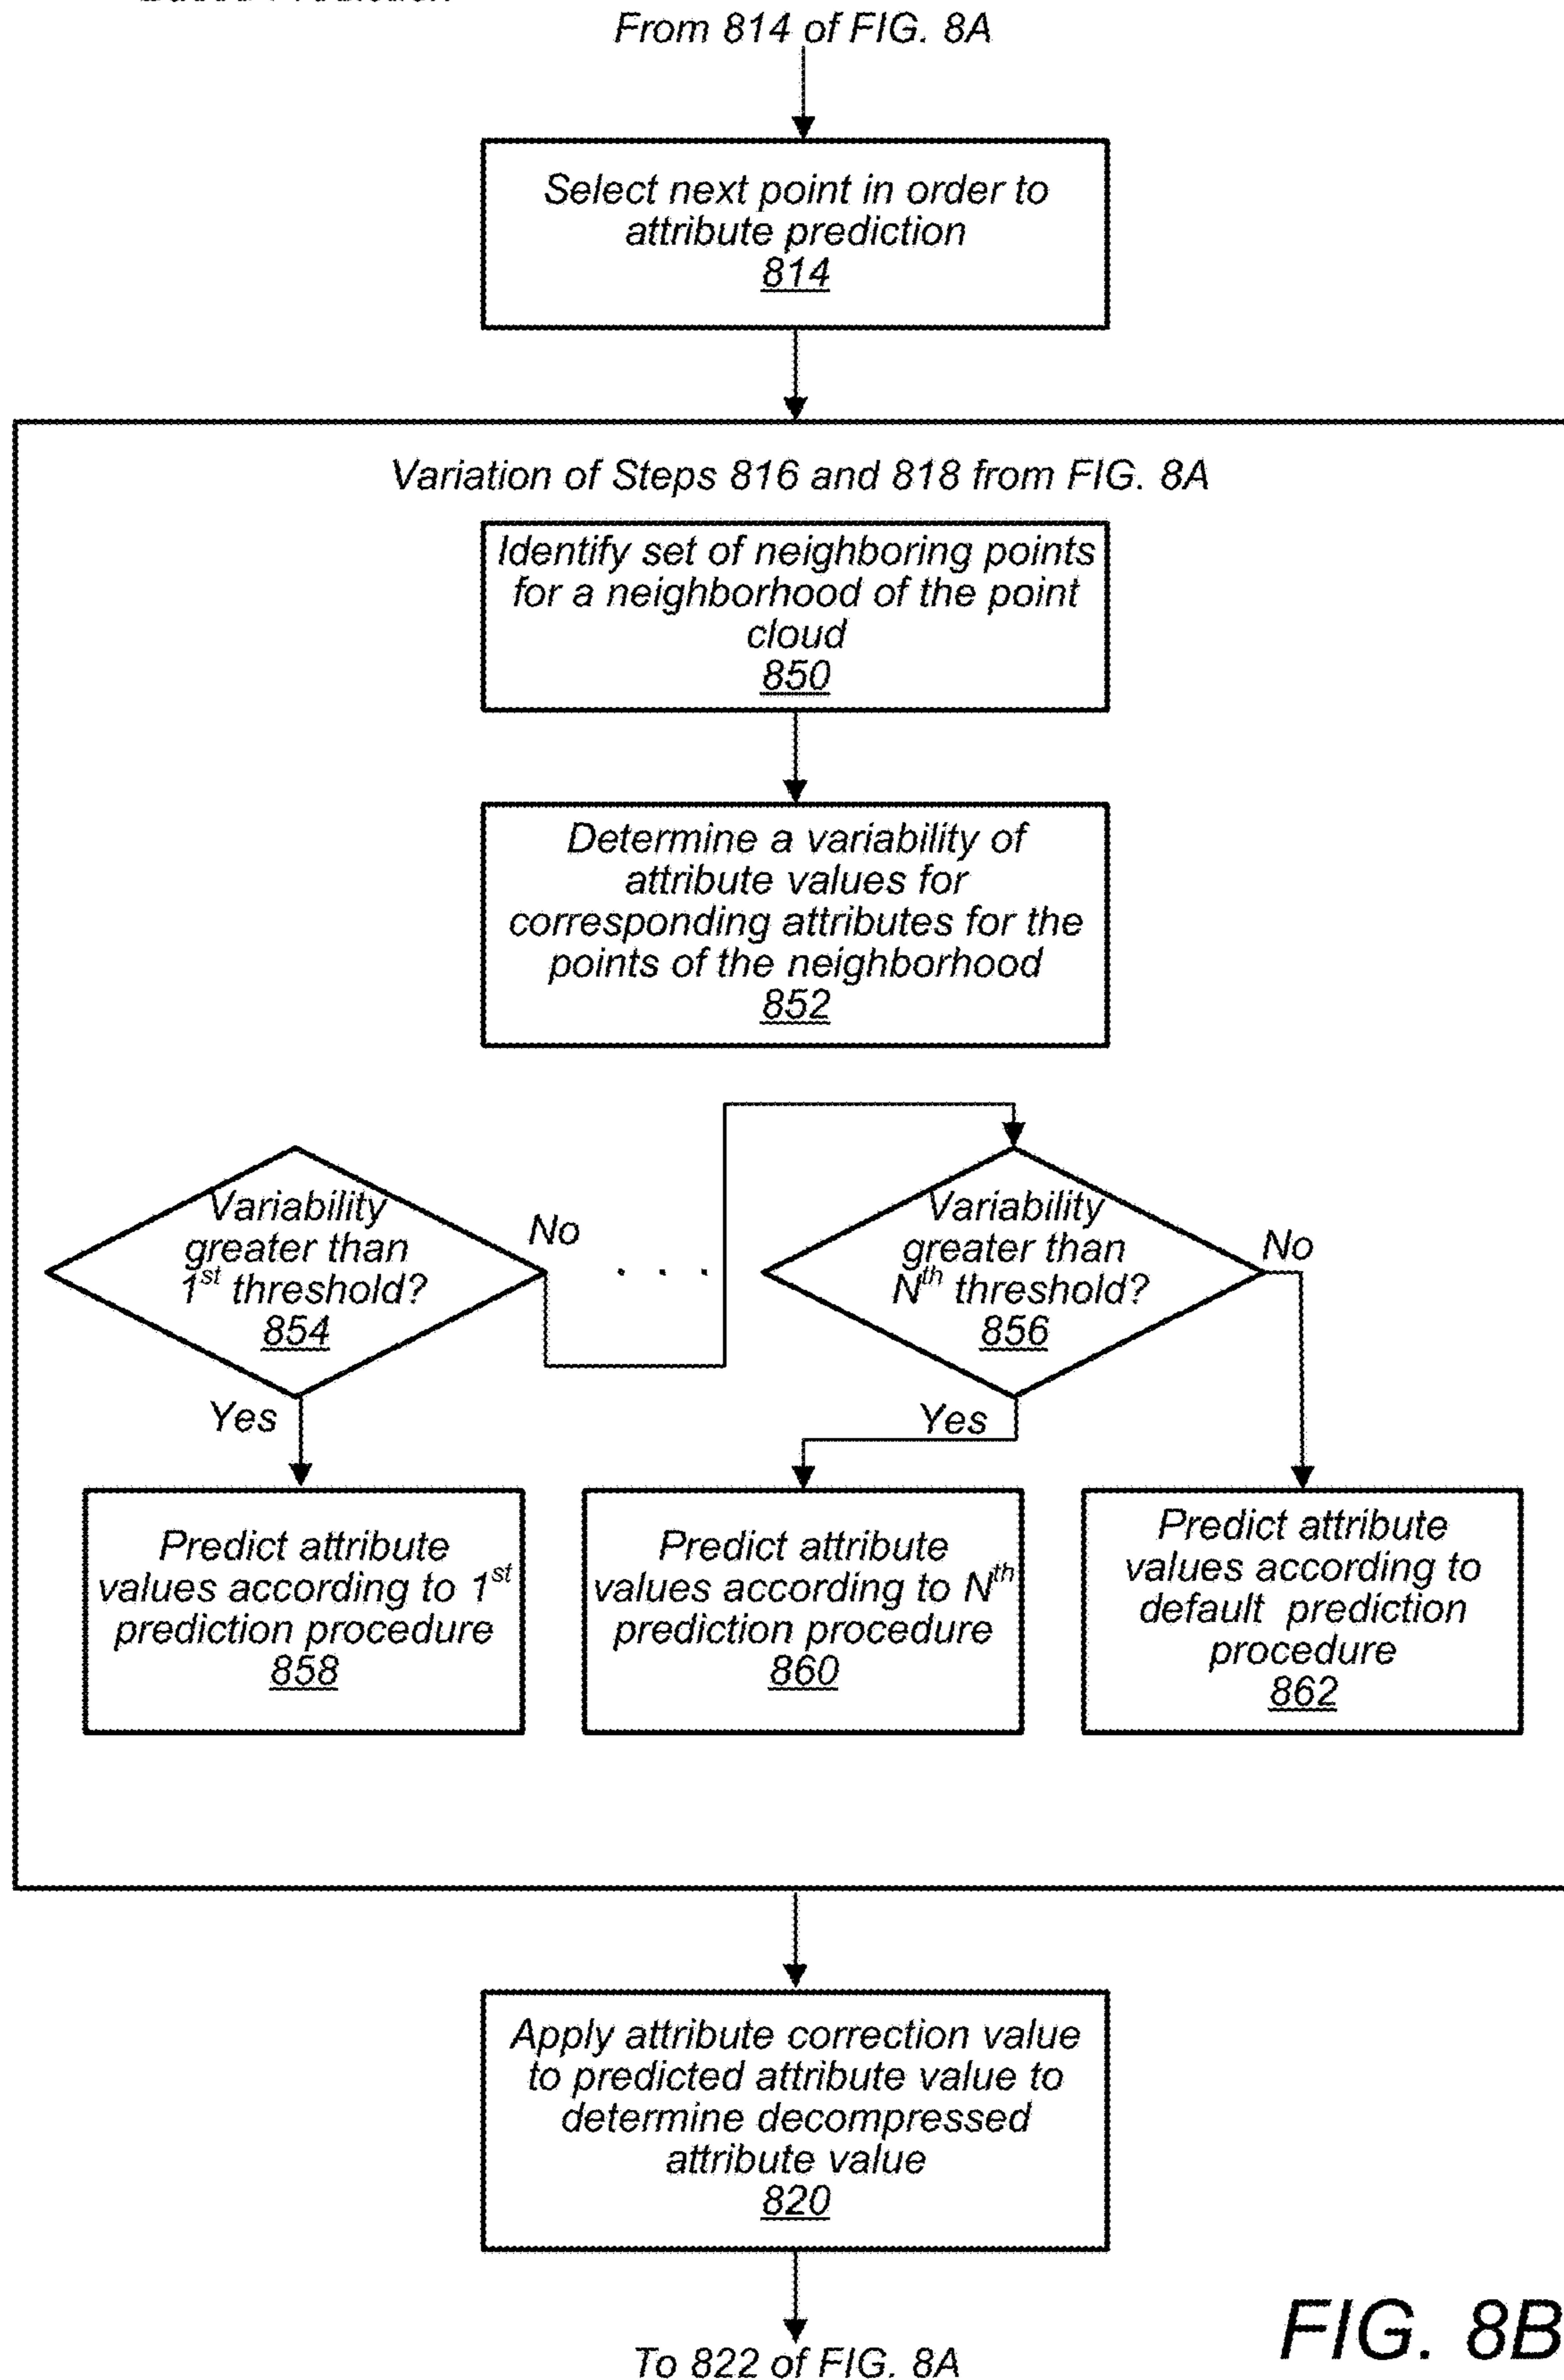 From 814 of FIG. 8A
Select next point in order to
attribute prediction
814
Variation of Steps 816 and 818 from FIG. 8A
Identify set of neighboring points
for a neighborhood of the point
cloud
850
Determine a variability of
attribute values for
corresponding attributes for the
points of the neighborhood
852
Variability
greater than
1st threshold?
854
No
. . .
Variability
greater than
Nth threshold?
856
No
Yes
Yes
Predict attribute
values according to 1st
prediction procedure
858
Predict attribute
values according to Nth
prediction procedure
860
Predict attribute
values according to
default prediction
procedure
862
Apply attribute correction value
to predicted attribute value to
determine decompressed
attribute value
820
To 822 of FIG. 8A
FIG. 8B